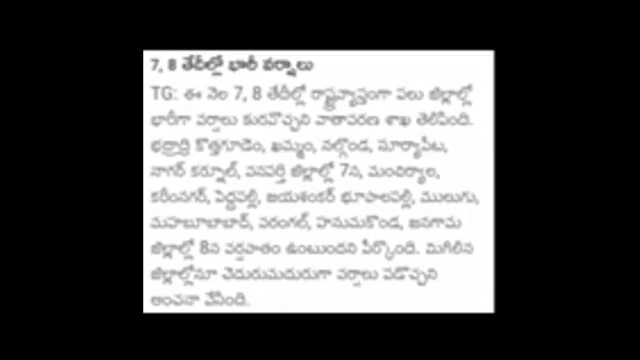 7, 8 తేదీల్లో భారీ వర్షాలు
TG: ఈ నెల 7, 8 తేదీల్లో రాష్ట్రవ్యాప్తంగా పలు జిల్లాల్లో
భారీగా వర్షాలు కురవొచ్చని వాతావరణ శాఖ తెలిపింది.
భద్రాద్రి కొత్తగూడెం, ఖమ్మం, నల్గొండ, సూర్యాపేట,
నాగర్ కర్నూల్, వనపర్తి జిల్లాల్లో 7న, మంచిర్యాల,
కరీంనగర్, పెద్దపల్లి, జయశంకర్ భూపాలపల్లి, ములుగు,
మహబూబాబాద్, వరంగల్, హనుమకొండ, జనగామ
జిల్లాల్లో 8న వర్షపాతం ఉంటుందని పేర్కొంది. మిగిలిన
జిల్లాల్లోనూ చెదురుమదురుగా వర్షాలు పడొచ్చని
అంచనా వేసింది.